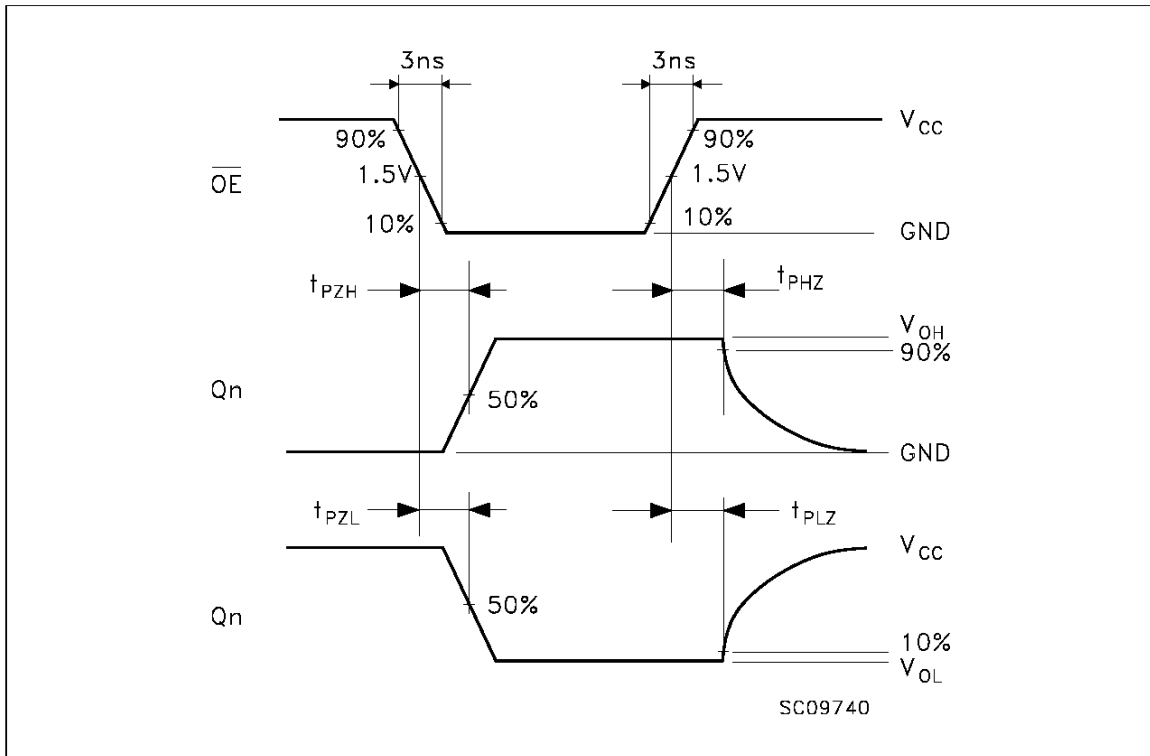 3ns 3ns
V_CC
90% 90%
O̅E̅ 1.5V 1.5V
10% 10%
GND
t_PZH t_PHZ
V_OH
90%
Qn 50%
GND
t_PZL t_PLZ
V_CC
Qn 50%
10%
V_OL
SC09740